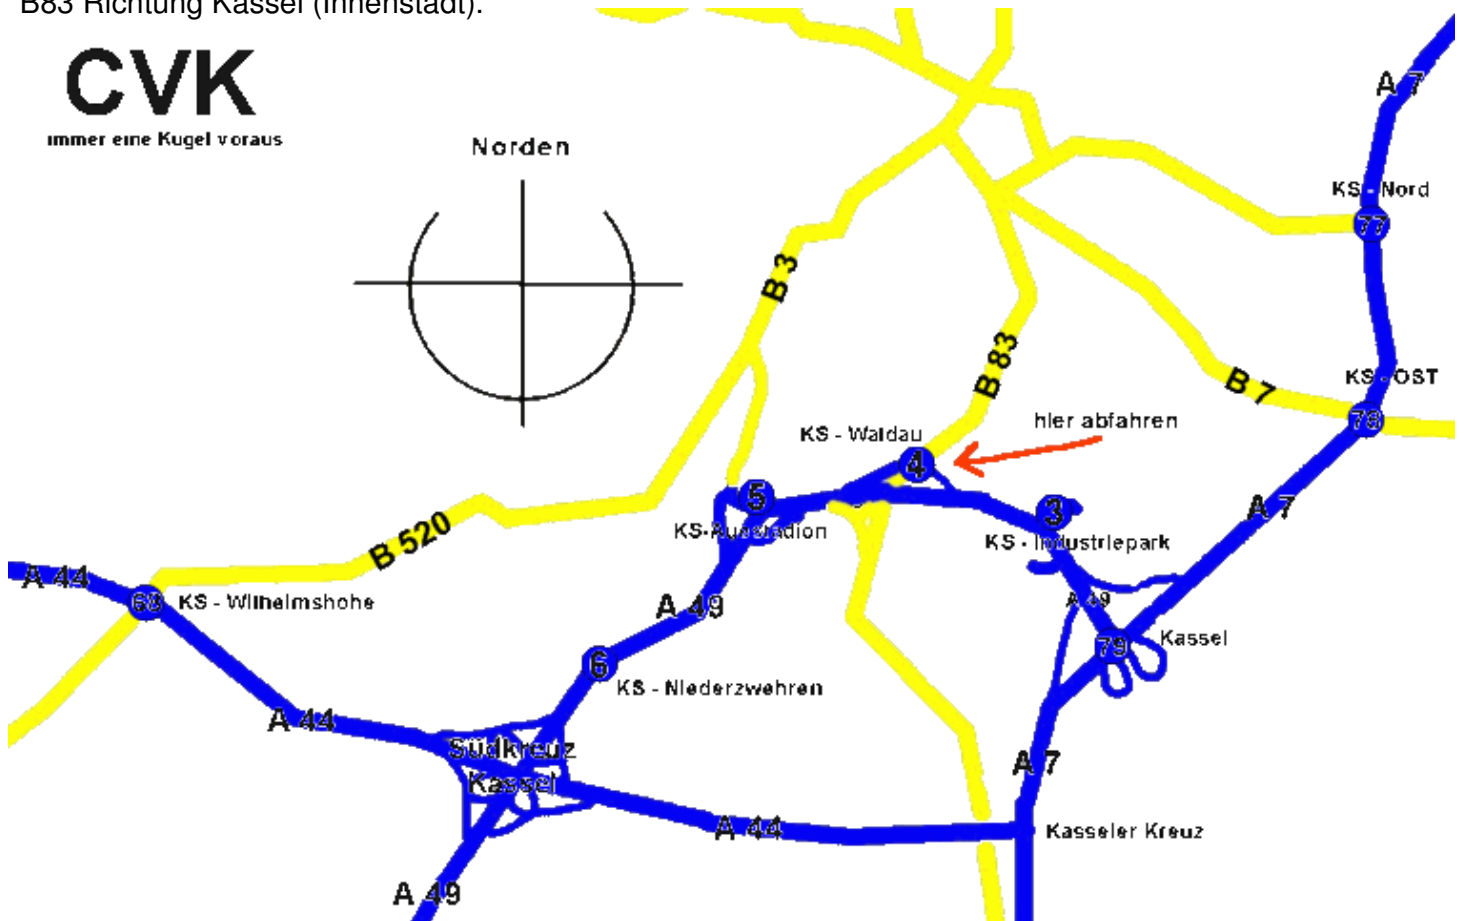 B83 Richtung Kassel (Innenstadt).
CVK
immer eine Kugel voraus
Norden
A 7
KS - Nord
77
B 3
B 83
KS - OST
B 7
78
hier abfahren
KS - Waldau
4
5
KS-Auestadion
3
KS - Industriepark
A 7
B 520
A 44
63
KS - Wilhelmshohe
A 49
A 49
79
Kassel
6
KS - Niederzwehren
A 44
Südkreuz
Kassel
A 7
A 44
Kasseler Kreuz
A 49